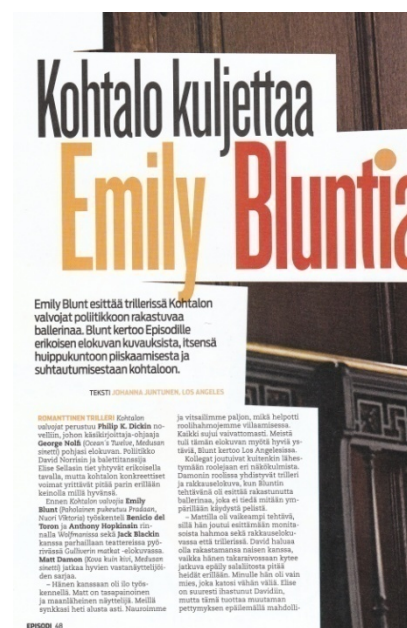 Kohtalo kuljettaa
Emily Bluntia
Emily Blunt esittää trillerissä Kohtalon
valvojat poliitikkoon rakastuvaa
ballerinaa. Blunt kertoo Episodille
erikoisen elokuvan kuvauksista, itsensä
huippukuntoon piiskaamisesta ja
suhtautumisestaan kohtaloon.
TEKSTI JOHANNA JUNTUNEN, LOS ANGELES
ROMANTTINEN TRILLERI Kohtalon
valvojat perustuu Philip K. Dickin no-
velliin, johon käsikirjoittaja-ohjaaja
George Nolfi (Ocean's Twelve, Medusan
sinetti) pohjasi elokuvan. Poliitikko
David Norrisin ja balettitanssija
Elise Sellasin tiet yhtyvät erikoisella
tavalla, mutta kohtalon konkreettiset
voimat yrittävät pitää parin erillään
keinolla millä hyvänsä.
Ennen Kohtalon valvojia Emily
Blunt (Paholainen pukeutuu Pradaan,
Nuori Viktoria) työskenteli Benicio del
Toron ja Anthony Hopkinsin rin-
nalla Wolfmanissa sekä Jack Blackin
kanssa parhaillaan teattereissa pyö-
rivässä Gulliverin matkat -elokuvassa.
Matt Damon (Kova kuin kivi, Medusan
sinetti) jatkaa hyvien vastanäyttelijöi-
den sarjaa.
– Hänen kanssaan oli ilo työs-
kennellä. Matt on tasapainoinen
ja maanläheinen näyttelijä. Meillä
synkkasi heti alusta asti. Nauroimme
ja vitsailimme paljon, mikä helpotti
roolihahmojemme viilaamisessa.
Kaikki sujui vaivattomasti. Meistä
tuli tämän elokuvan myötä hyviä ys-
täviä, Blunt kertoo Los Angelesissa.
Kollegat joutuivat kuitenkin lähes-
tymään roolejaan eri näkökulmista.
Damonin roolissa yhdistyvät trilleri
ja rakkauselokuva, kun Bluntin
tehtävänä oli esittää rakastunutta
ballerinaa, joka ei tiedä mitään ym-
pärillään käydystä pelistä.
– Mattilla oli vaikeampi tehtävä,
sillä hän joutui esittämään monita-
soista hahmoa sekä rakkauseloku-
vassa että trillerissä. David haluaa
olla rakastamansa naisen kanssa,
vaikka hänen takaraivossaan kytee
jatkuva epäily salaliitosta pitää
heidät erillään. Minulle hän oli vain
mies, joka katosi vähän väliä. Elise
on suuresti ihastunut Davidiin,
mutta tämä tuottaa muutaman
pettymyksen epäilemällä mahdolli-
EPISODI 48